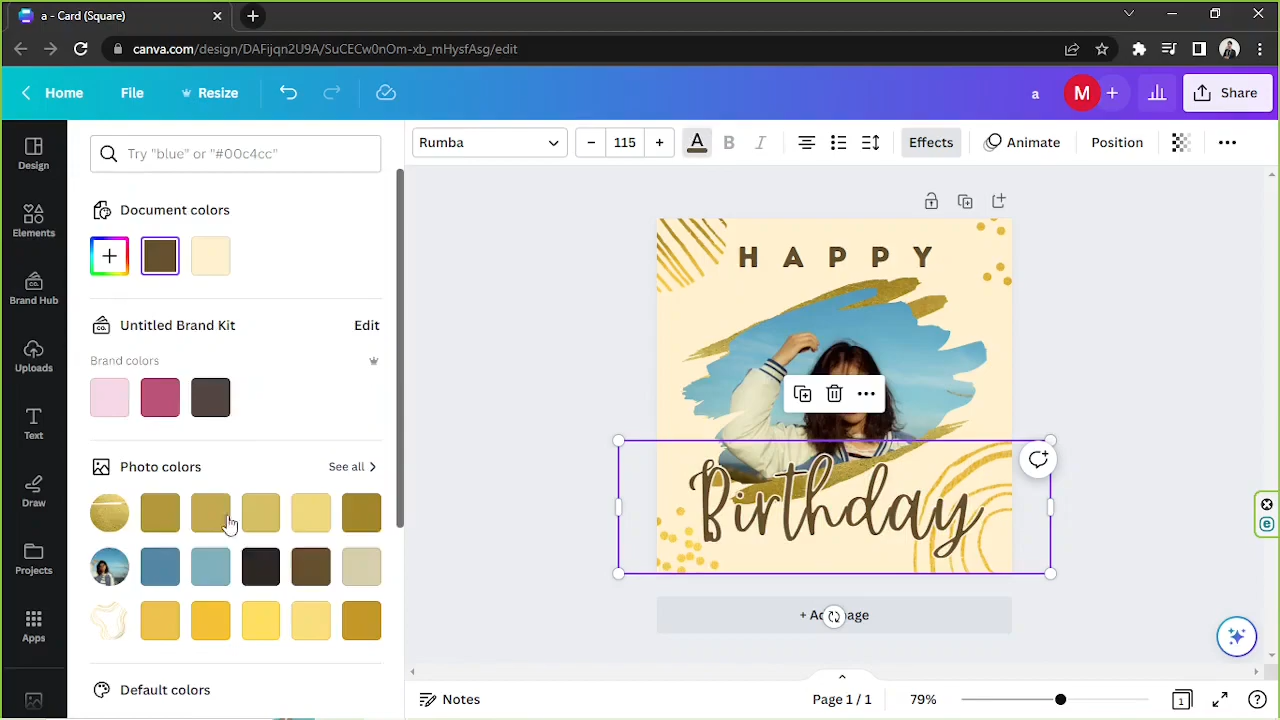 a - Card (Square)
canva.com/design/DAFijqn2U9A/SuCECw0nOm-xb_mHysfAsg/edit
Home
File
Resize
a
M
Share
Design
Elements
Brand Hub
Uploads
Text
Draw
Projects
Apps
Try "blue" or "#00c4cc"
Document colors
Untitled Brand Kit
Edit
Brand colors
Photo colors
See all
Default colors
Rumba
115
A
B
I
Effects
Animate
Position
HAPPY
Birthday
Notes
Page 1 / 1
79%
1